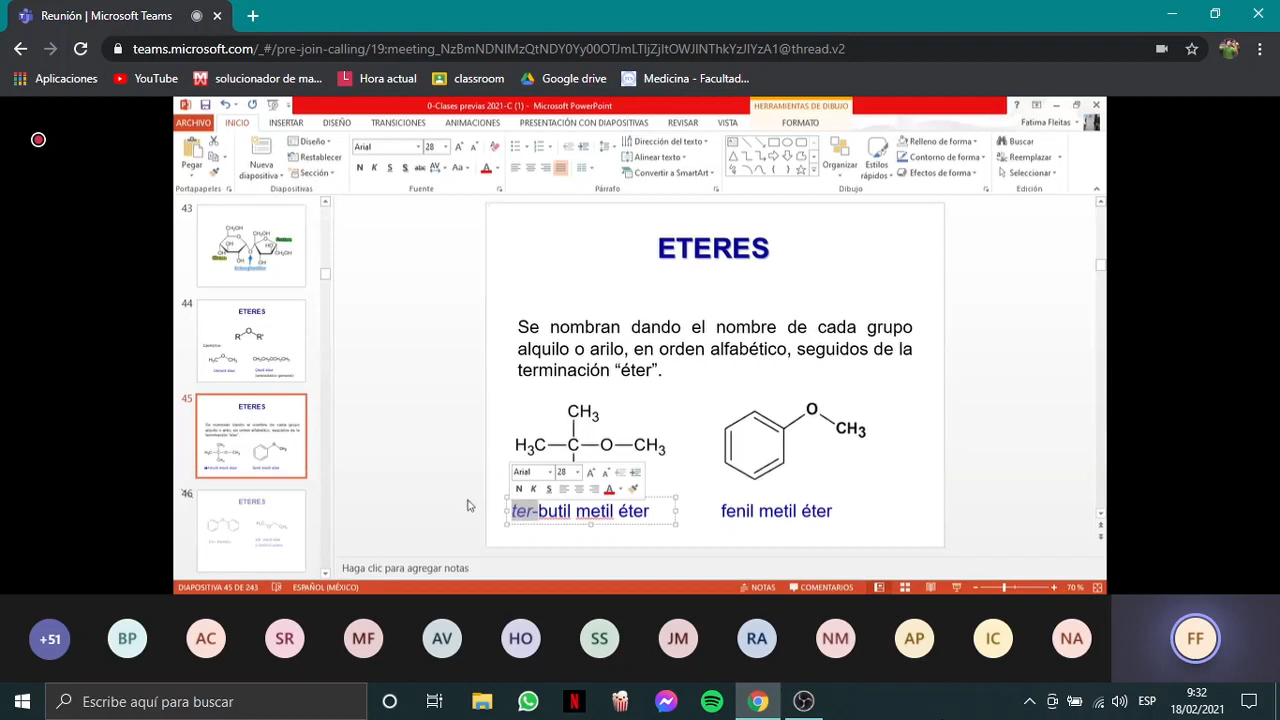 Reunión
teams.microsoft.com/_#/pre-join-calling/19:meeting_NzBmNDNlMzQtNDY0Yy00OTJmLTljZjItOWJlNThkYzJlYzA1@thread.v2
Aplicaciones YouTube solucionador de ma... Hora actual classroom Google drive Medicina - Facultad...
0-Clases previas 2021-C (1) - Microsoft PowerPoint HERRAMIENTAS DE DIBUJO
ARCHIVO INICIO INSERTAR DISEÑO TRANSICIONES ANIMACIONES PRESENTACIÓN CON DIAPOSITIVAS REVISAR VISTA FORMATO Fatima Fleitas
Pegar
Nueva diapositiva
Diseño
Restablecer
Sección
Arial 28
N K S S abc AV Aa A
Dirección del texto
Alinear texto
Convertir a SmartArt
Organizar
Estilos rápidos
Relleno de forma
Contorno de forma
Efectos de forma
Buscar
Reemplazar
Seleccionar
Portapapeles Diapositivas Fuente Párrafo Dibujo Edición
43
44
ETERES
45
ETERES
46
ETERES
ETERES
Se nombran dando el nombre de cada grupo
alquilo o arilo, en orden alfabético, seguidos de la
terminación “éter”.
CH3
H3C C O CH3
O
CH3
Arial 28
N K S
ter-butil metil éter
fenil metil éter
Haga clic para agregar notas
DIAPOSITIVA 45 DE 243 ESPAÑOL (MÉXICO) NOTAS COMENTARIOS 70 %
+51 BP AC SR MF AV HO SS JM RA NM AP IC NA FF
Escribe aquí para buscar
ESP
9:32
18/02/2021